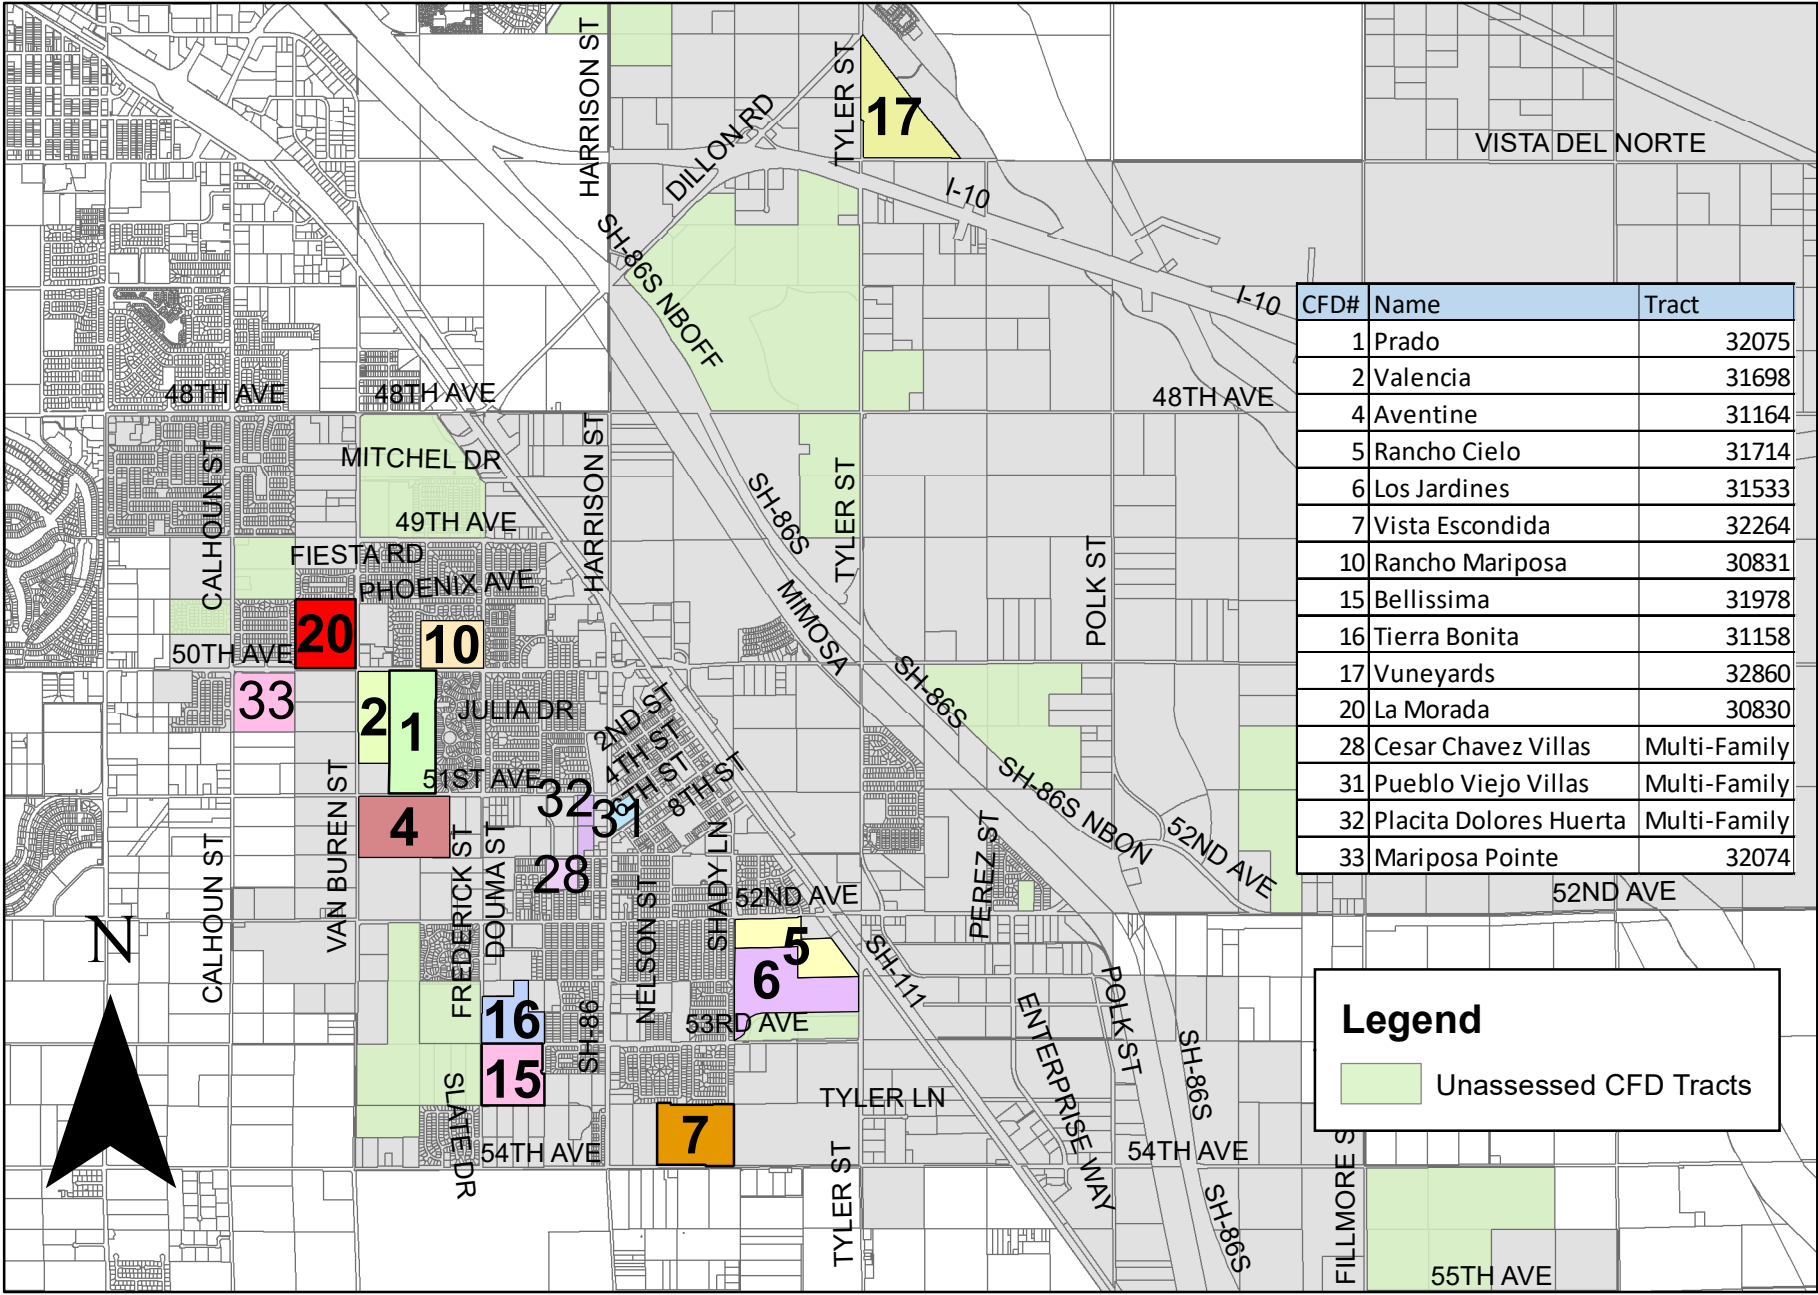 HARRISON ST
TYLER ST
17
DILLON RD
VISTA DEL NORTE
I-10
SH-86S NBOFF
I-10
48TH AVE
48TH AVE
48TH AVE
CFD# Name Tract
1 Prado 32075
2 Valencia 31698
4 Aventine 31164
5 Rancho Cielo 31714
6 Los Jardines 31533
7 Vista Escondida 32264
10 Rancho Mariposa 30831
15 Bellissima 31978
16 Tierra Bonita 31158
17 Vuneyards 32860
20 La Morada 30830
28 Cesar Chavez Villas Multi-Family
31 Pueblo Viejo Villas Multi-Family
32 Placita Dolores Huerta Multi-Family
33 Mariposa Pointe 32074
CALHOUN ST
MITCHEL DR
HARRISON ST
49TH AVE
SH-86S
TYLER ST
FIESTA RD
PHOENIX AVE
POLK ST
MIMOSA
20
10
50TH AVE
33
2
1
JULIA DR
2ND ST
4TH ST
6TH ST
8TH ST
SH-86S
51ST AVE
32
31
SH-86S NBON
VAN BUREN ST
4
CALHOUN ST
FREDERICK ST
DOUMA ST
28
NELSON ST
SHADY LN
52ND AVE
PEREZ ST
52ND AVE
52ND AVE
N
5
6
SH-111
16
SH-86
53RD AVE
ENTERPRISE WAY
POLK ST
SH-86S
Legend
Unassessed CFD Tracts
15
SLATE DR
7
TYLER LN
54TH AVE
54TH AVE
TYLER ST
SH-86S
FILLMORE S
55TH AVE